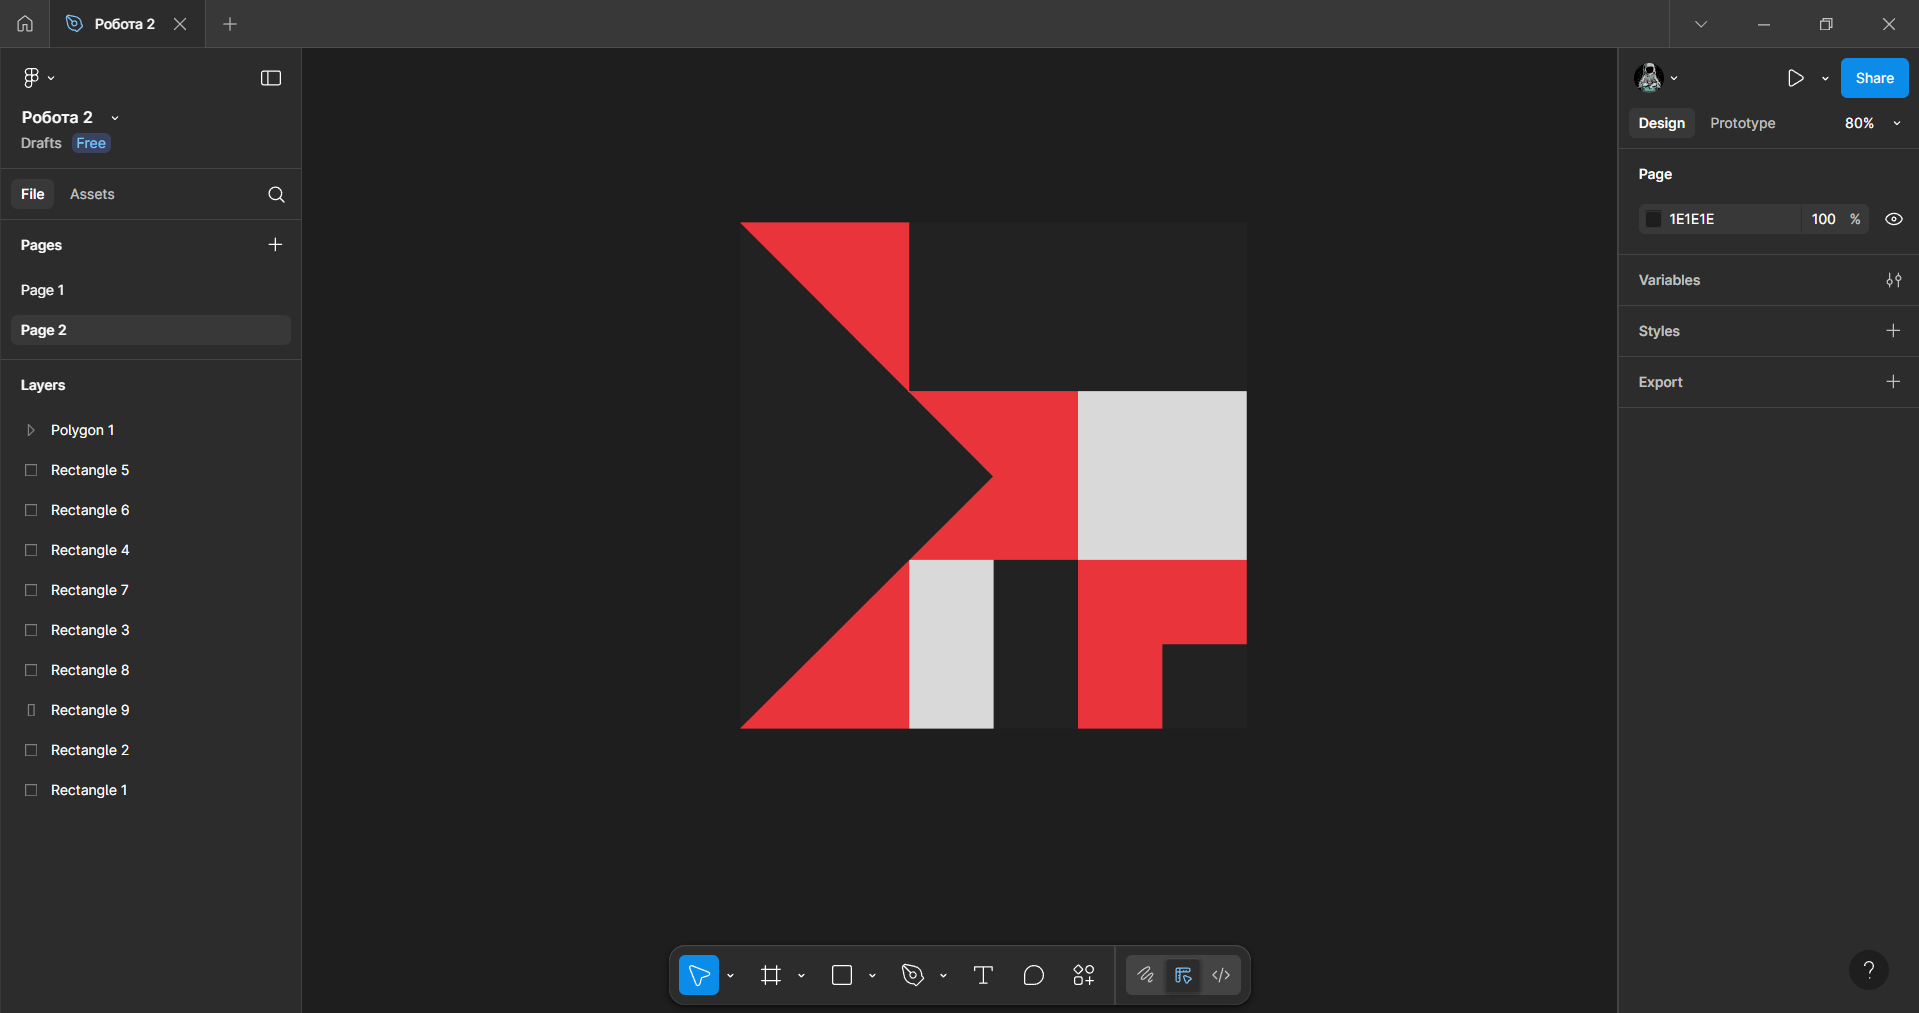 Робота 2
Робота 2
Drafts Free
File Assets
Pages
Page 1
Page 2
Layers
Polygon 1
Rectangle 5
Rectangle 6
Rectangle 4
Rectangle 7
Rectangle 3
Rectangle 8
Rectangle 9
Rectangle 2
Rectangle 1
Share
Design Prototype 80%
Page
1E1E1E 100 %
Variables
Styles
Export
?